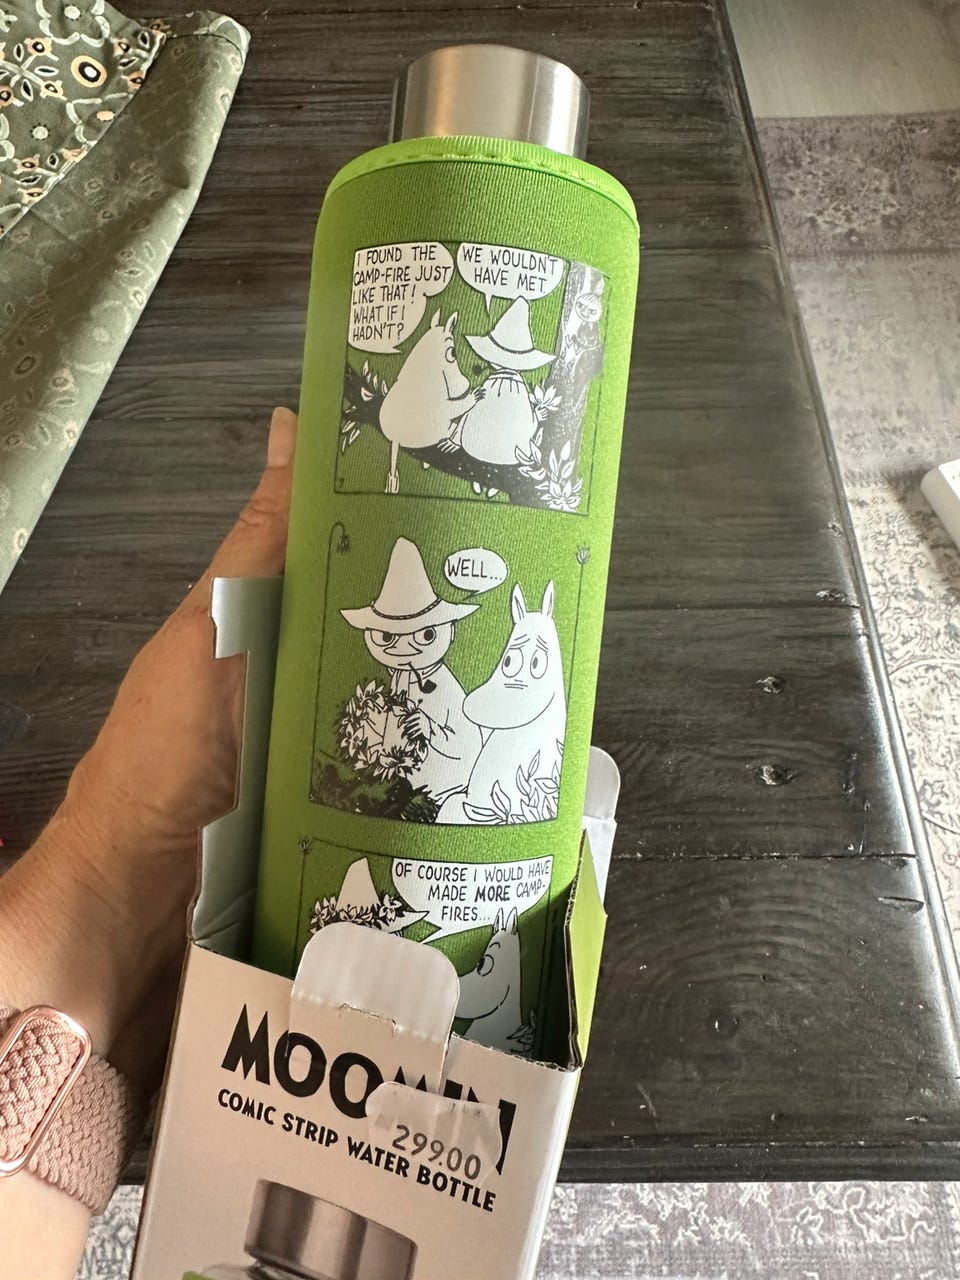 I FOUND THE
CAMP-FIRE JUST
LIKE THAT!
WHAT IF I
HADN'T?
WE WOULDN'T
HAVE MET
WELL...
OF COURSE I WOULD HAVE
MADE MORE CAMP-
FIRES...
MOOMIN
299.00
COMIC STRIP WATER BOTTLE